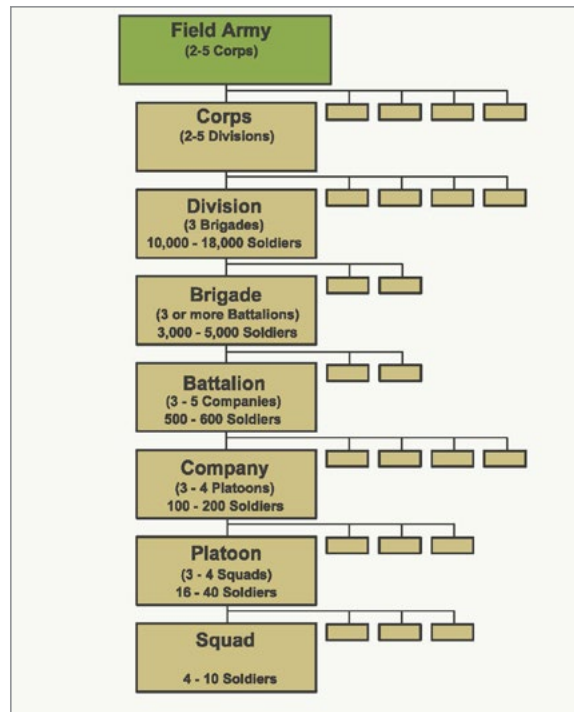 Field Army
(2-5 Corps)
Corps
(2-5 Divisions)
Division
(3 Brigades)
10,000 - 18,000 Soldiers
Brigade
(3 or more Battalions)
3,000 - 5,000 Soldiers
Battalion
(3 - 5 Companies)
500 - 600 Soldiers
Company
(3 - 4 Platoons)
100 - 200 Soldiers
Platoon
(3 - 4 Squads)
16 - 40 Soldiers
Squad
4 - 10 Soldiers